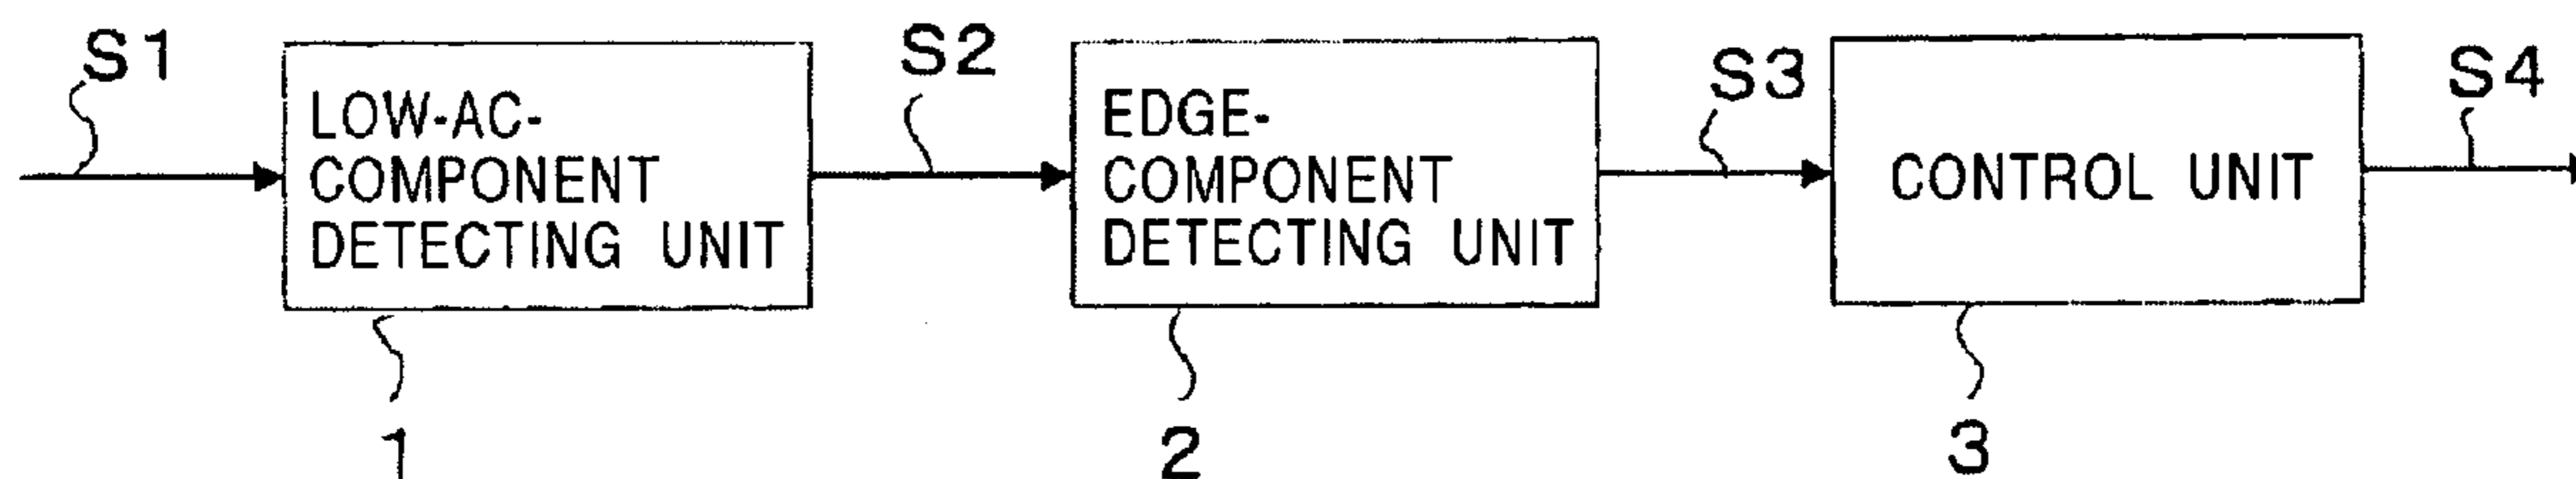 S1
LOW-AC-
COMPONENT
DETECTING UNIT
1
S2
EDGE-
COMPONENT
DETECTING UNIT
2
S3
CONTROL UNIT
3
S4